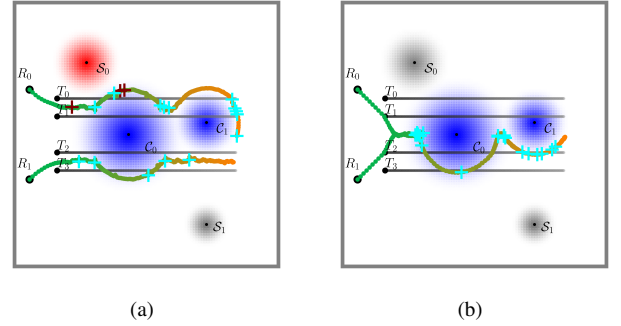 S₀
R₀
T₀
T₁
C₁
C₀
T₂
T₃
R₁
S₁
(a)
S₀
R₀
T₀
T₁
C₁
C₀
T₂
T₃
R₁
S₁
(b)